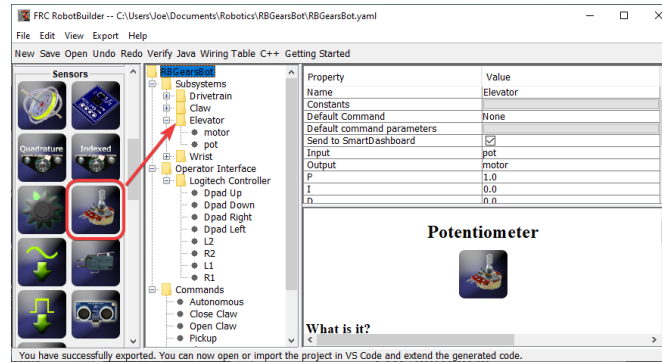 FRC RobotBuilder -- C:\Users\Joe\Documents\Robotics\RBGearsBot\RBGearsBot.yaml
File Edit View Export Help
New Save Open Undo Redo Verify Java Wiring Table C++ Getting Started
Sensors
Quadrature
Indexed
RBGearsBot
Subsystems
Drivetrain
Claw
Elevator
motor
pot
Wrist
Operator Interface
Logitech Controller
Dpad Up
Dpad Down
Dpad Right
Dpad Left
L2
R2
L1
R1
Commands
Autonomous
Close Claw
Open Claw
Pickup
Property Value
Name Elevator
Constants
Default Command None
Default command parameters
Send to SmartDashboard
Input pot
Output motor
P 1.0
I 0.0
D 0.0
Potentiometer
What is it?
You have successfully exported. You can now open or import the project in VS Code and extend the generated code.